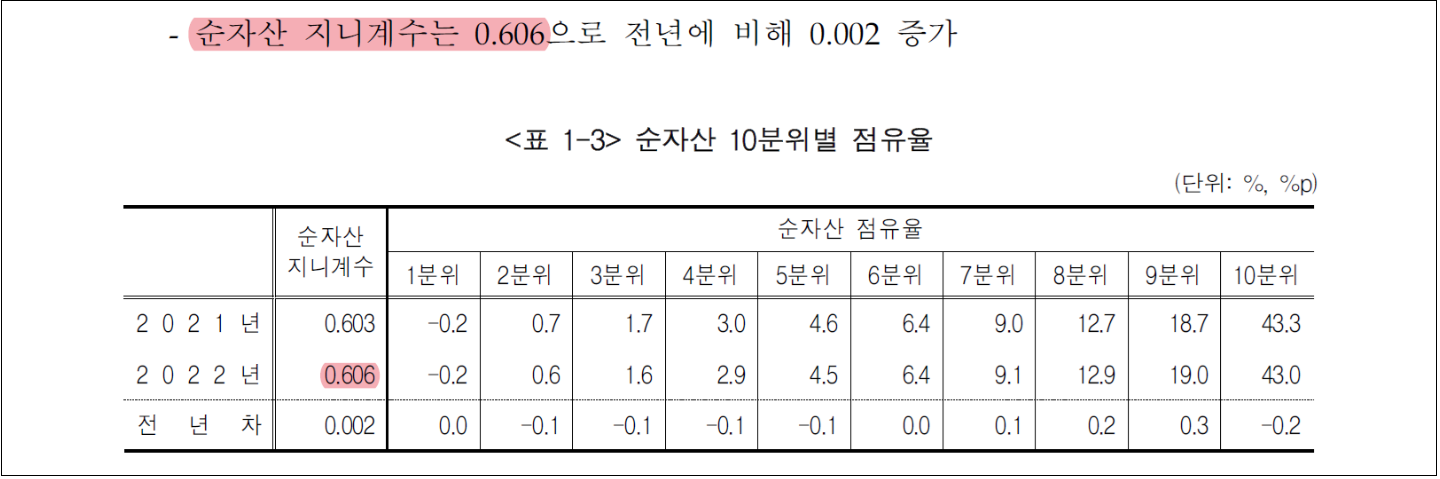 - 순자산 지니계수는 0.606으로 전년에 비해 0.002 증가
<표 1-3> 순자산 10분위별 점유율
(단위: %, %p)
순자산 지니계수 순자산 점유율
1분위 2분위 3분위 4분위 5분위 6분위 7분위 8분위 9분위 10분위
2 0 2 1 년 0.603 -0.2 0.7 1.7 3.0 4.6 6.4 9.0 12.7 18.7 43.3
2 0 2 2 년 0.606 -0.2 0.6 1.6 2.9 4.5 6.4 9.1 12.9 19.0 43.0
전 년 차 0.002 0.0 -0.1 -0.1 -0.1 -0.1 0.0 0.1 0.2 0.3 -0.2